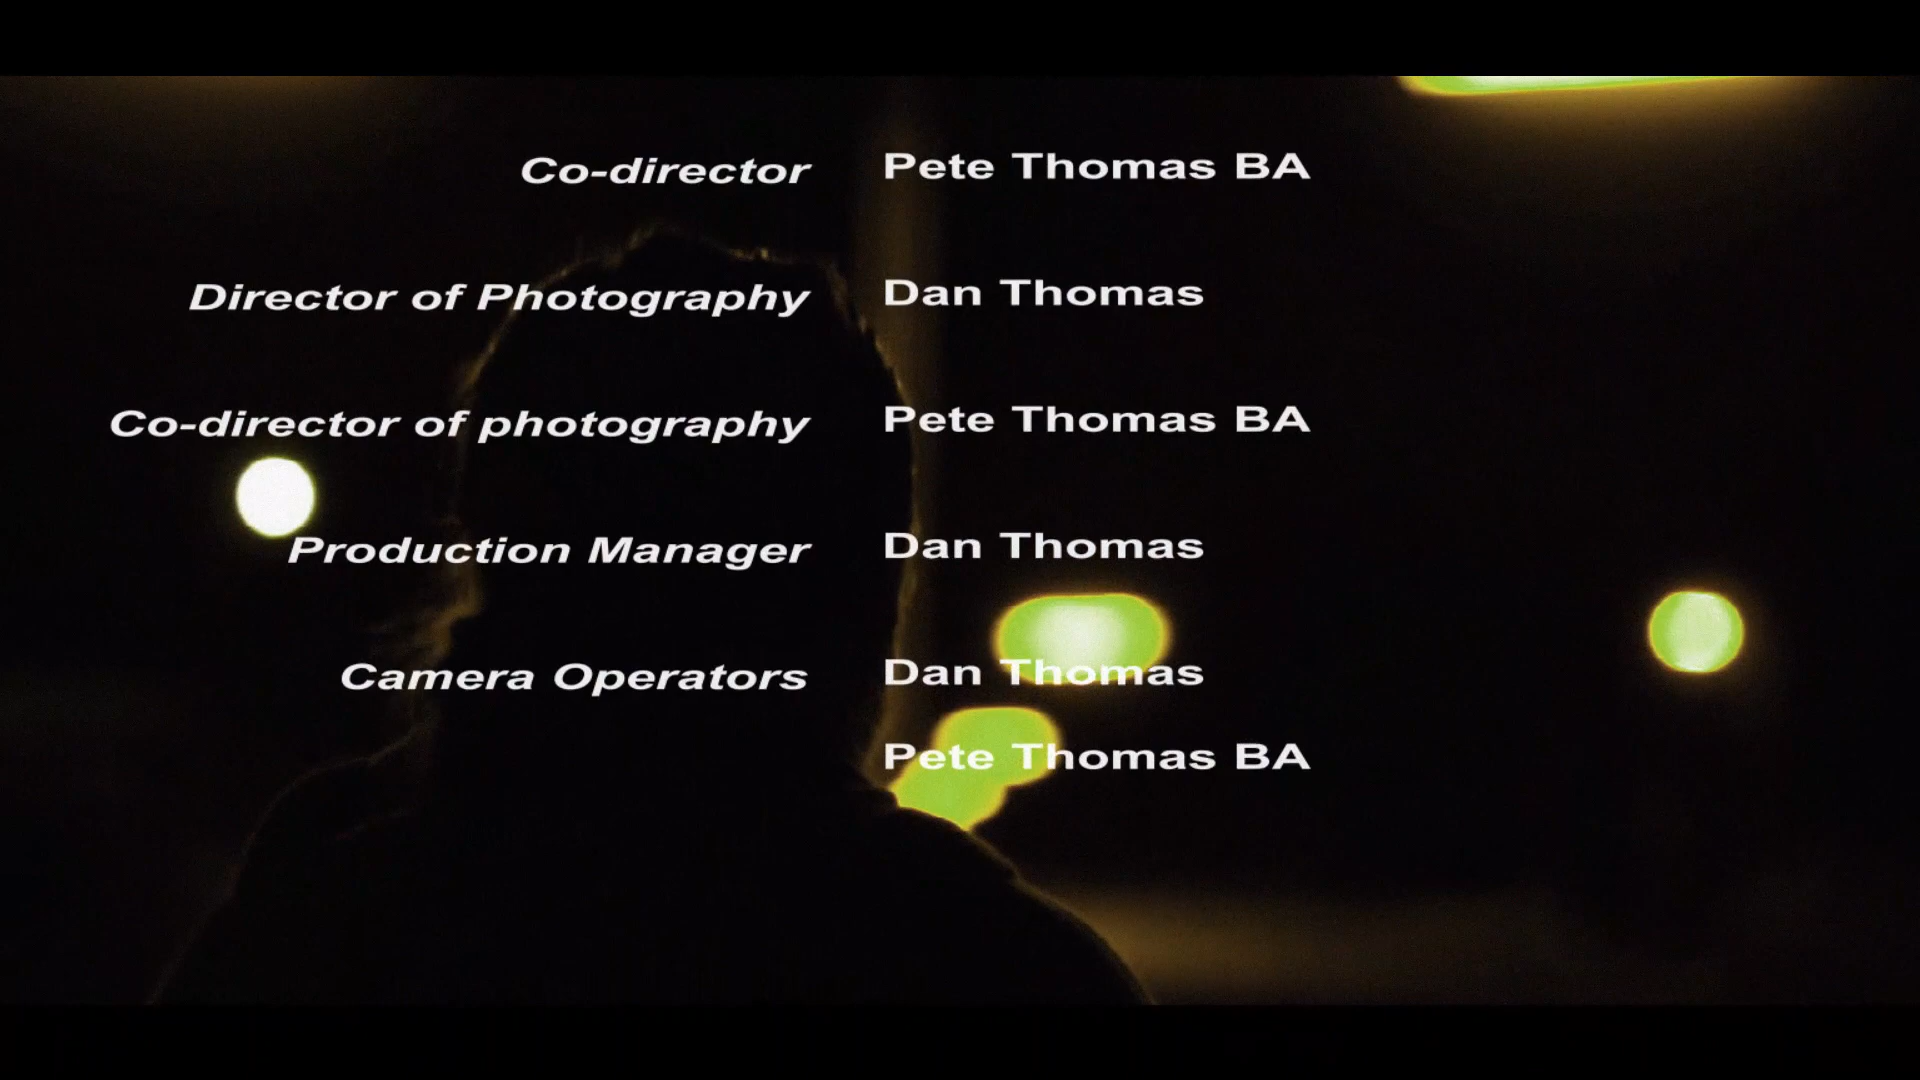 Co-director Pete Thomas BA
Director of Photography Dan Thomas
Co-director of photography Pete Thomas BA
Production Manager Dan Thomas
Camera Operators Dan Thomas
Pete Thomas BA